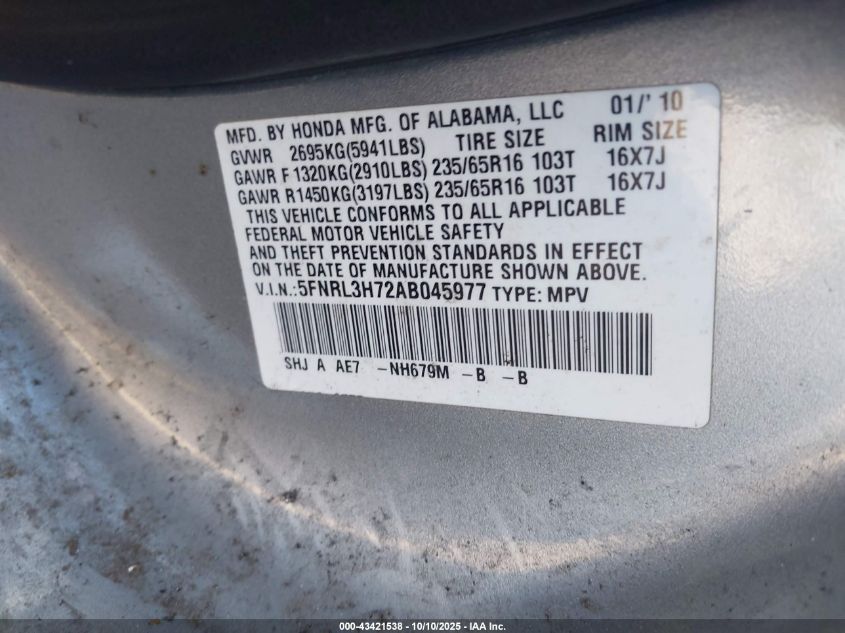 MFD. BY HONDA MFG. OF ALABAMA, LLC 01/' 10
GVWR 2695KG(5941LBS) TIRE SIZE RIM SIZE
GAWR F 1320KG(2910LBS) 235/65R16 103T 16X7J
GAWR R1450KG(3197LBS) 235/65R16 103T 16X7J
THIS VEHICLE CONFORMS TO ALL APPLICABLE
FEDERAL MOTOR VEHICLE SAFETY
AND THEFT PREVENTION STANDARDS IN EFFECT
ON THE DATE OF MANUFACTURE SHOWN ABOVE.
V.I.N.:5FNRL3H72AB045977 TYPE: MPV
SHJ A AE7 -NH679M -B -B
000-43421538 - 10/10/2025 - IAA Inc.